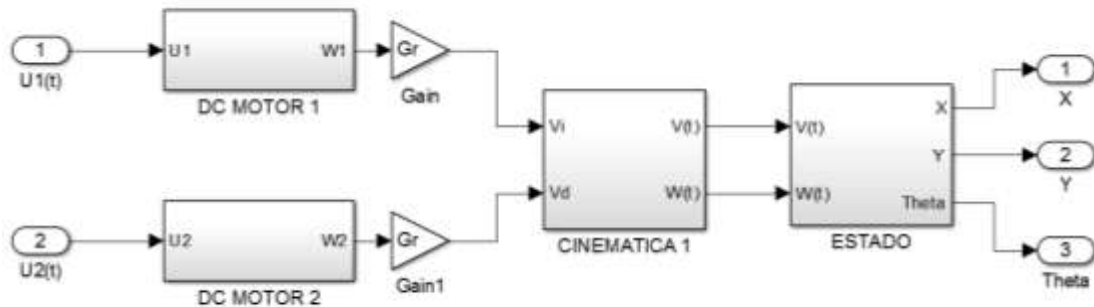 1
U1(t)
U1
W1
DC MOTOR 1
Gr
Gain
2
U2(t)
U2
W2
DC MOTOR 2
Gr
Gain1
Vi
Vd
V(t)
W(t)
CINEMATICA 1
V(t)
W(t)
X
Y
Theta
ESTADO
1
X
2
Y
3
Theta